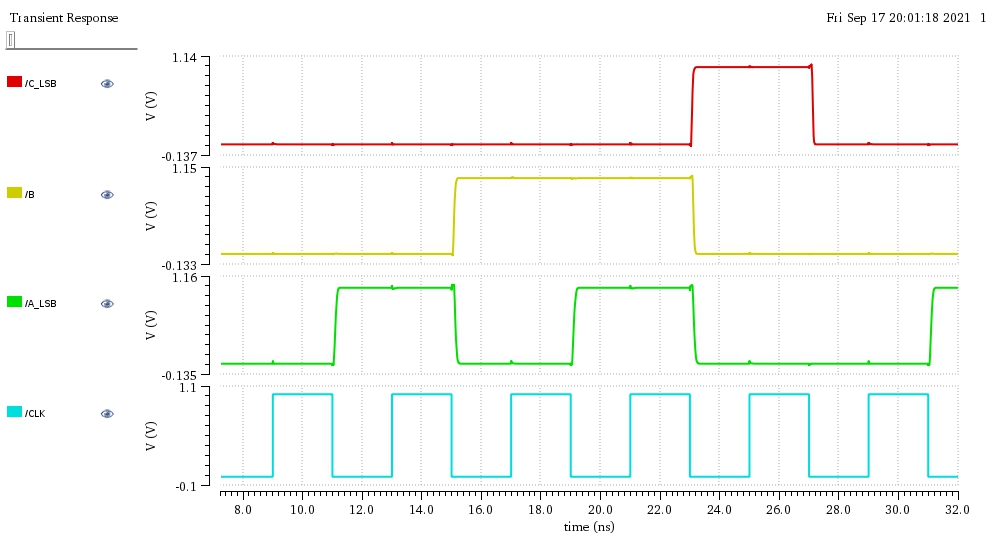 Transient Response
Fri Sep 17 20:01:18 2021 1
/C_LSB
1.14
V (V)
-0.137
/B
1.15
V (V)
-0.133
/A_LSB
1.16
V (V)
-0.135
/CLK
1.1
V (V)
-0.1
8.0 10.0 12.0 14.0 16.0 18.0 20.0 22.0 24.0 26.0 28.0 30.0 32.0
time (ns)